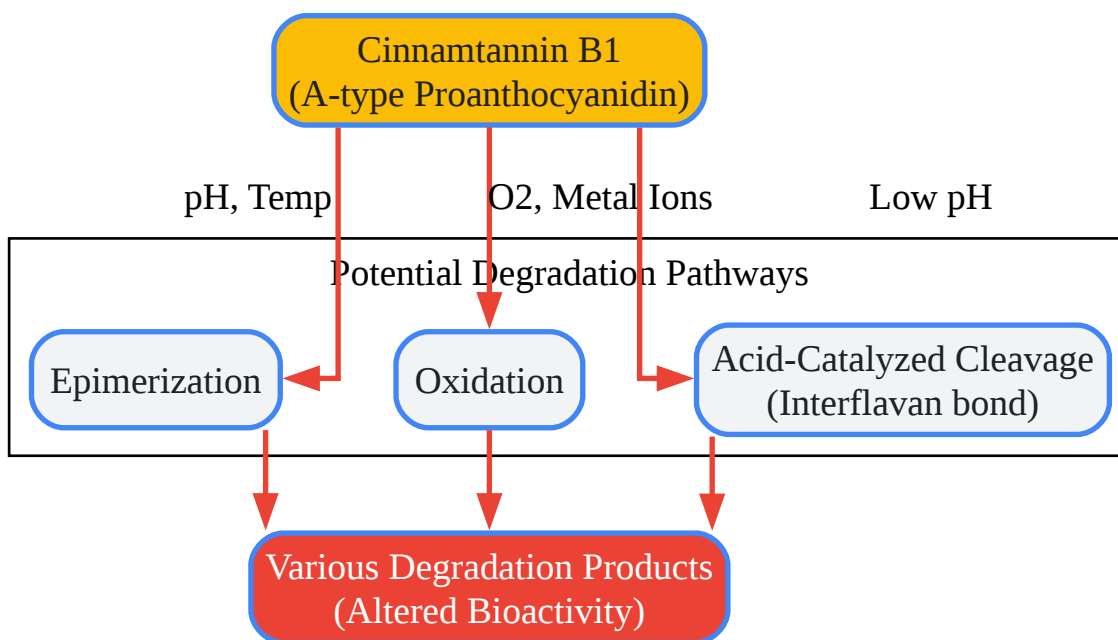 Cinnamtannin B1
(A-type Proanthocyanidin)
pH, Temp
O2, Metal Ions
Low pH
Potential Degradation Pathways
Epimerization
Oxidation
Acid-Catalyzed Cleavage
(Interflavan bond)
Various Degradation Products
(Altered Bioactivity)